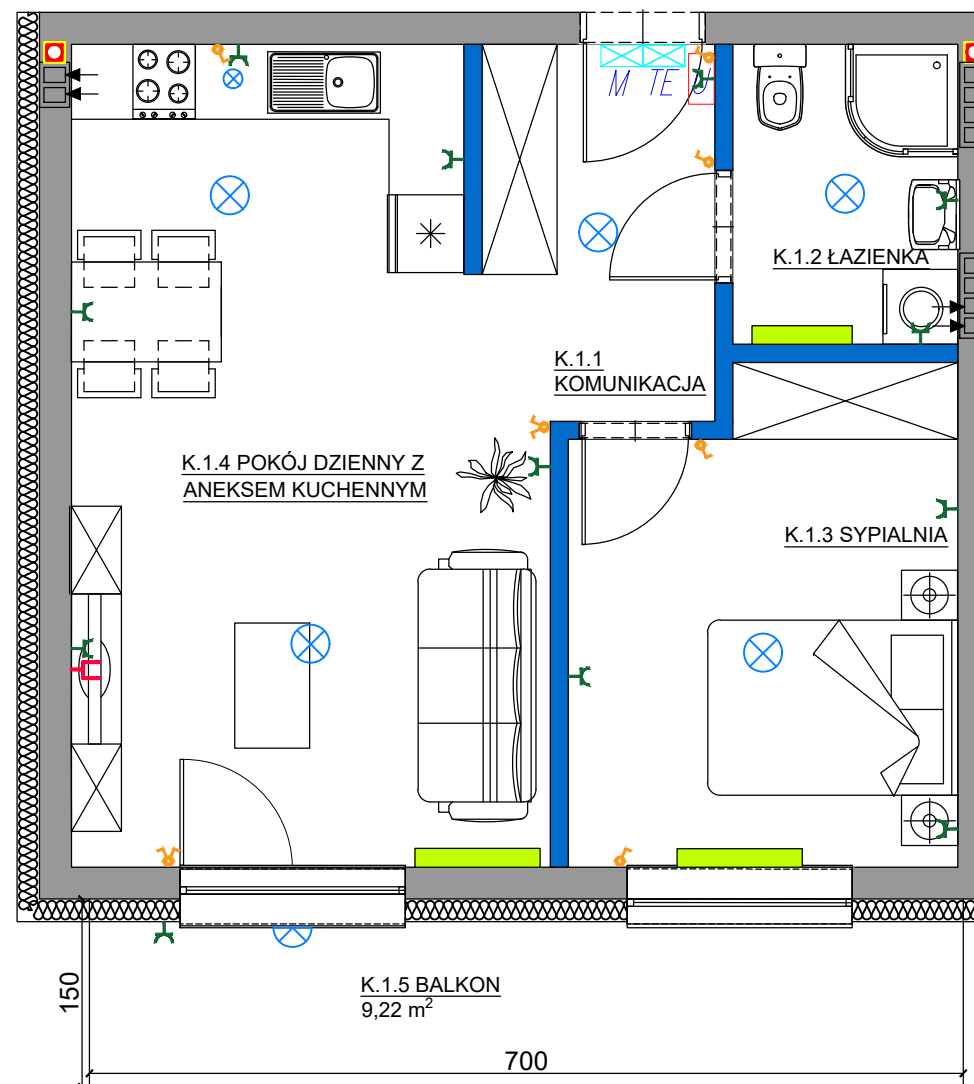 M TE U
K.1.2 ŁAZIENKA
K.1.1
KOMUNIKACJA
K.1.4 POKÓJ DZIENNY Z
ANEKSEM KUCHENNYM
K.1.3 SYPIALNIA
K.1.5 BALKON
9,22 m²
150
700